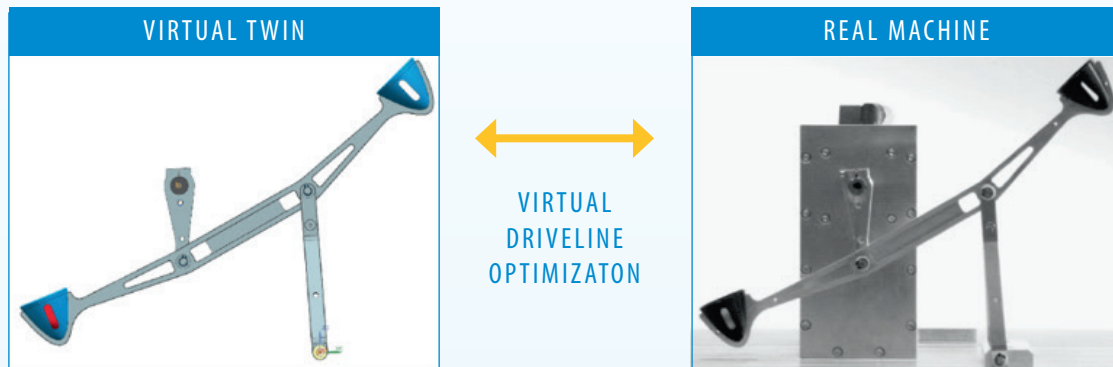 VIRTUAL TWIN
REAL MACHINE
VIRTUAL
DRIVELINE
OPTIMIZATON